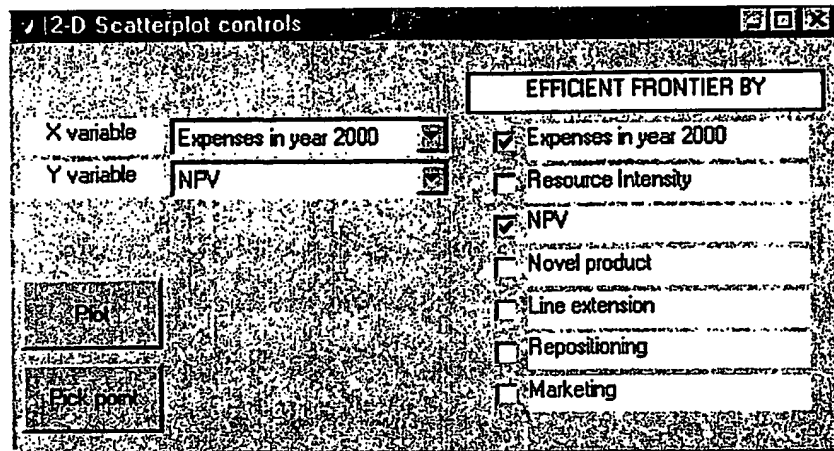 2-D Scatterplot controls
EFFICIENT FRONTIER BY
X variable
Expenses in year 2000
Y variable
NPV
Expenses in year 2000
Resource Intensity
NPV
Novel product
Line extension
Repositioning
Marketing
Plot
Pick point